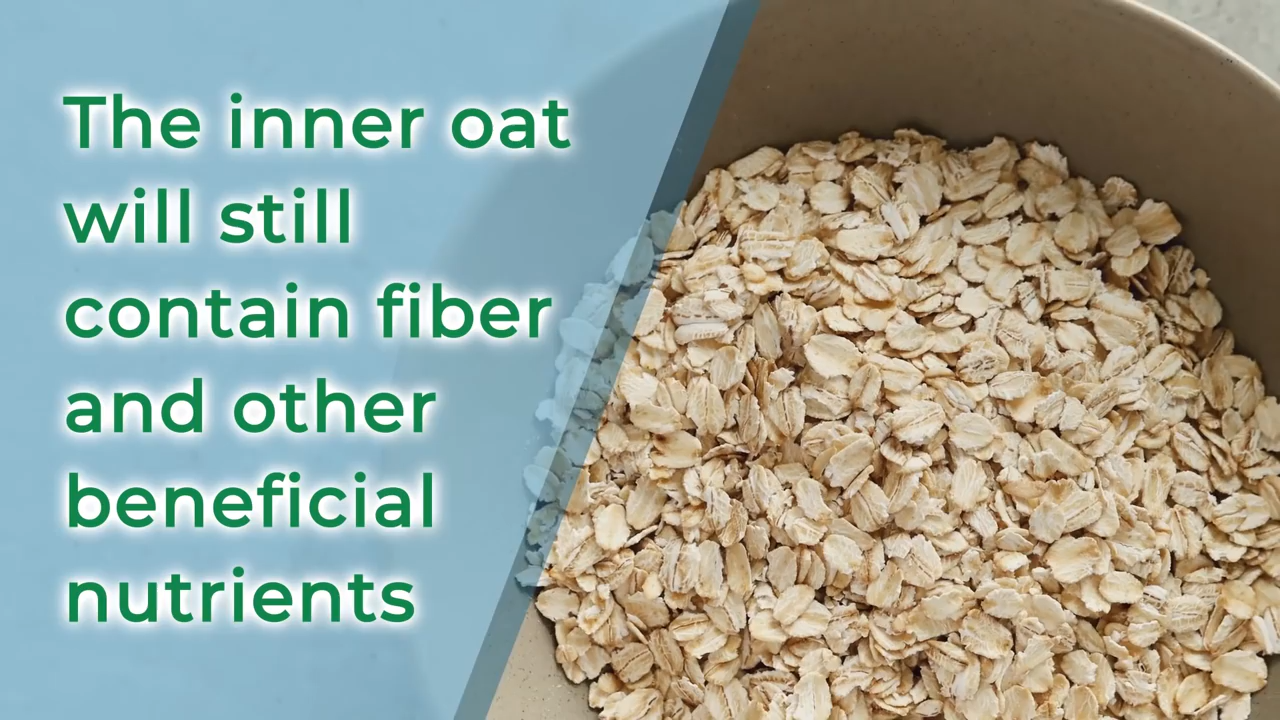 The inner oat
will still
contain fiber
and other
beneficial
nutrients